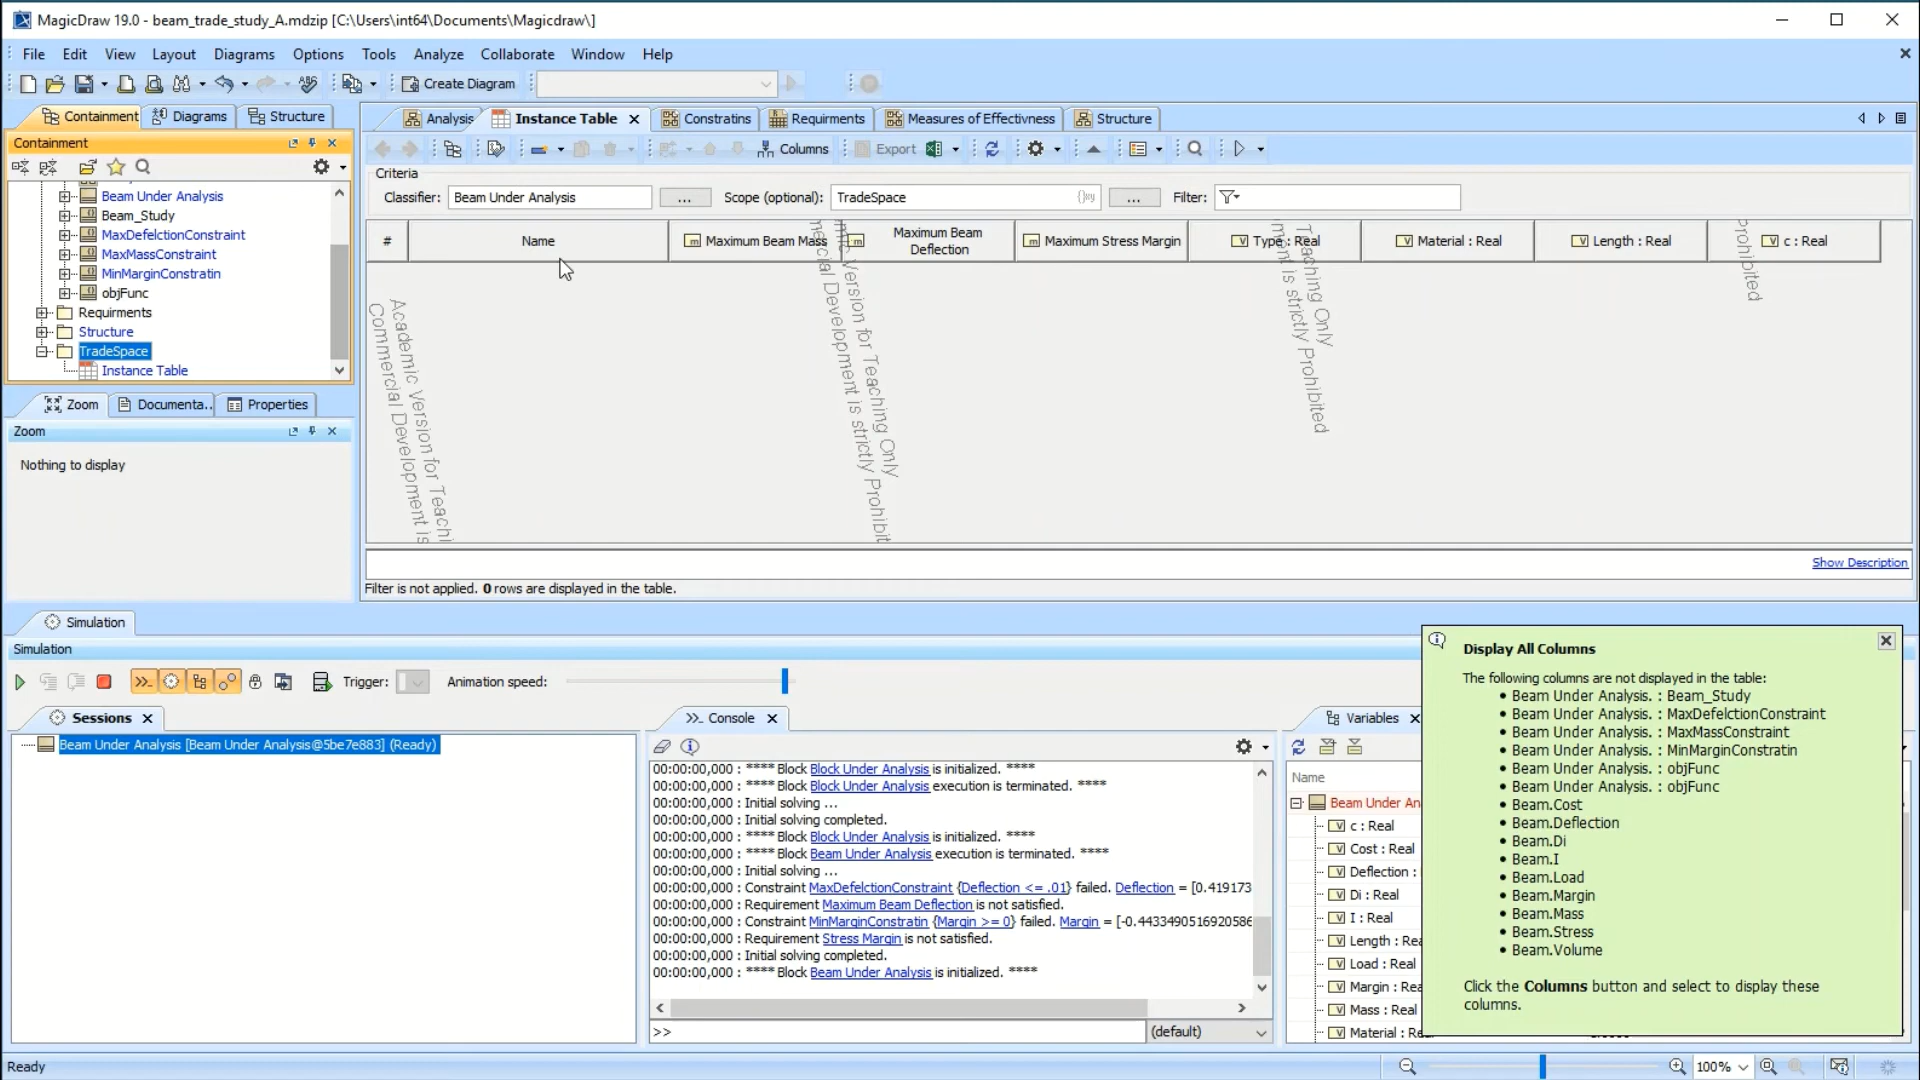 MagicDraw 19.0 - beam_trade_study_A.mdzip [C:\Users\int64\Documents\Magicdraw\]
File Edit View Layout Diagrams Options Tools Analyze Collaborate Window Help
Create Diagram
Containment Diagrams Structure
Analysis Instance Table Constratins Requirments Measures of Effectivness Structure
Containment
Columns Export
Criteria
Classifier: Beam Under Analysis ... Scope (optional): TradeSpace ... Filter:
Beam Under Analysis
Beam_Study
MaxDefelctionConstraint
MaxMassConstraint
MinMarginConstratin
objFunc
Requirments
Structure
TradeSpace
Instance Table
# Name Maximum Beam Mass Maximum Beam Deflection Maximum Stress Margin Type : Real Material : Real Length : Real c : Real
Academic Version for Teachi
Commercial Development is
mic Version for Teaching Only
mercial Development is strictly Prohibit
Teaching Only
ment is strictly Prohibited
Prohibited
Zoom Documenta... Properties
Zoom
Nothing to display
Show Description
Filter is not applied. 0 rows are displayed in the table.
Simulation
Simulation
Trigger: Animation speed:
Sessions
Beam Under Analysis [Beam Under Analysis@5be7e883] (Ready)
Console
00:00:00,000 : **** Block Block Under Analysis is initialized. ****
00:00:00,000 : **** Block Block Under Analysis execution is terminated. ****
00:00:00,000 : Initial solving ...
00:00:00,000 : Initial solving completed.
00:00:00,000 : **** Block Block Under Analysis is initialized. ****
00:00:00,000 : **** Block Beam Under Analysis execution is terminated. ****
00:00:00,000 : Initial solving ...
00:00:00,000 : Constraint MaxDefelctionConstraint {Deflection <= .01} failed. Deflection = [0.419173
00:00:00,000 : Requirement Maximum Beam Deflection is not satisfied.
00:00:00,000 : Constraint MinMarginConstratin {Margin >= 0} failed. Margin = [-0.4433490516920586
00:00:00,000 : Requirement Stress Margin is not satisfied.
00:00:00,000 : Initial solving completed.
00:00:00,000 : **** Block Beam Under Analysis is initialized. ****
>> (default)
Variables
Name
Beam Under An
c : Real
Cost : Real
Deflection :
Di : Real
I : Real
Length : Rea
Load : Real
Margin : Rea
Mass : Real
Material : Re
Display All Columns
The following columns are not displayed in the table:
• Beam Under Analysis. : Beam_Study
• Beam Under Analysis. : MaxDefelctionConstraint
• Beam Under Analysis. : MaxMassConstraint
• Beam Under Analysis. : MinMarginConstratin
• Beam Under Analysis. : objFunc
• Beam Under Analysis. : objFunc
• Beam.Cost
• Beam.Deflection
• Beam.Di
• Beam.I
• Beam.Load
• Beam.Margin
• Beam.Mass
• Beam.Stress
• Beam.Volume
Click the Columns button and select to display these
columns.
Ready
100%